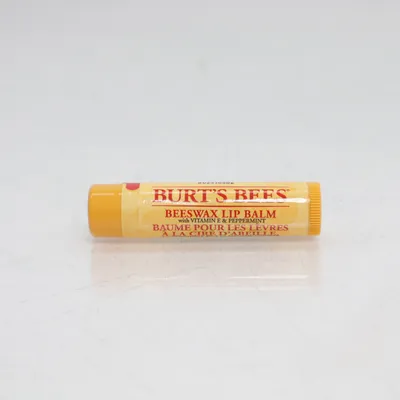 BURT'S BEES
BEESWAX LIP BALM
with VITAMIN E & PEPPERMINT
BAUME POUR LES LÈVRES
À LA CIRE D'ABEILLE,